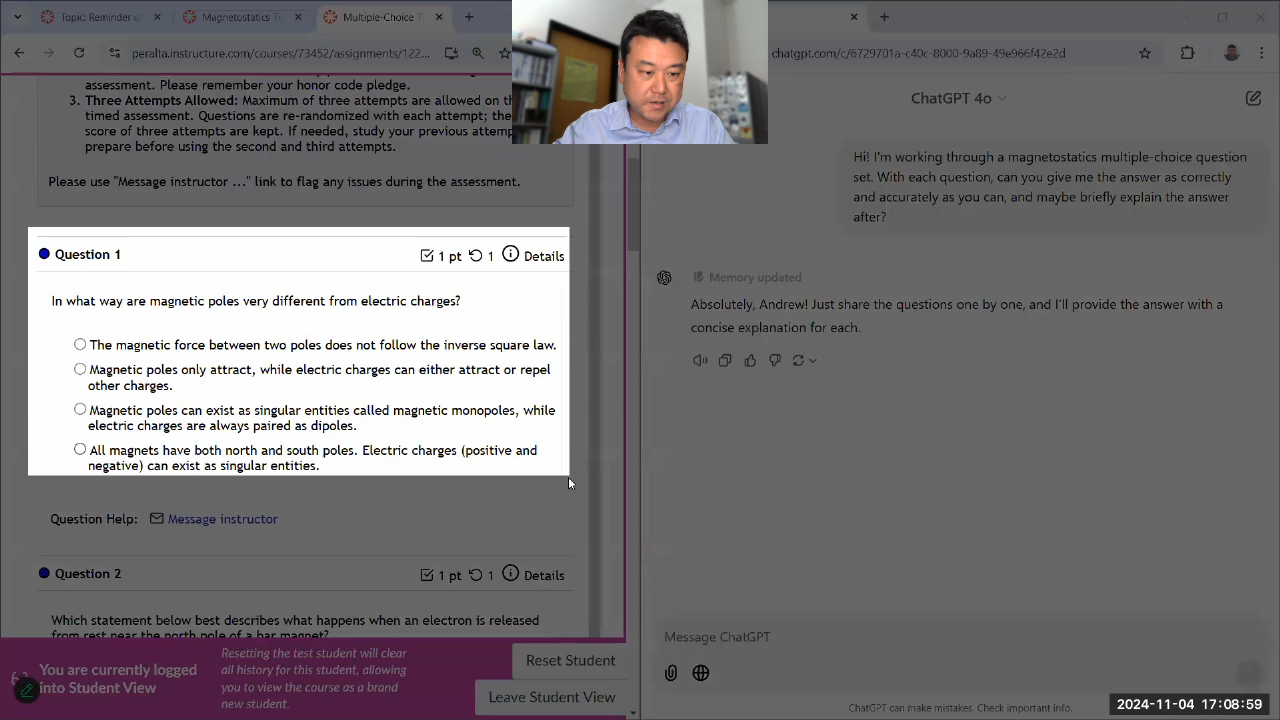 Topic: Reminder of
Magnetostatics Ti
Multiple-Choice T
peralta.instructure.com/courses/73452/assignments/122...
chatgpt.com/c/6729701a-c40c-8000-9a89-49e966f42e2d
assessment. Please remember your honor code pledge.
3. Three Attempts Allowed: Maximum of three attempts are allowed on th
timed assessment. Questions are re-randomized with each attempt; the
score of three attempts are kept. If needed, study your previous attemp
prepare before using the second and third attempts.
Please use "Message instructor ..." link to flag any issues during the assessment.
Question 1
1 pt 1 Details
In what way are magnetic poles very different from electric charges?
The magnetic force between two poles does not follow the inverse square law.
Magnetic poles only attract, while electric charges can either attract or repel
other charges.
Magnetic poles can exist as singular entities called magnetic monopoles, while
electric charges are always paired as dipoles.
All magnets have both north and south poles. Electric charges (positive and
negative) can exist as singular entities.
Question Help: Message instructor
Question 2
1 pt 1 Details
Which statement below best describes what happens when an electron is released
from rest near the north pole of a bar magnet?
You are currently logged
into Student View
Resetting the test student will clear
all history for this student, allowing
you to view the course as a brand
new student.
Reset Student
Leave Student View
ChatGPT 4o
Hi! I'm working through a magnetostatics multiple-choice question
set. With each question, can you give me the answer as correctly
and accurately as you can, and maybe briefly explain the answer
after?
Memory updated
Absolutely, Andrew! Just share the questions one by one, and I'll provide the answer with a
concise explanation for each.
Message ChatGPT
ChatGPT can make mistakes. Check important info.
2024-11-04 17:08:59